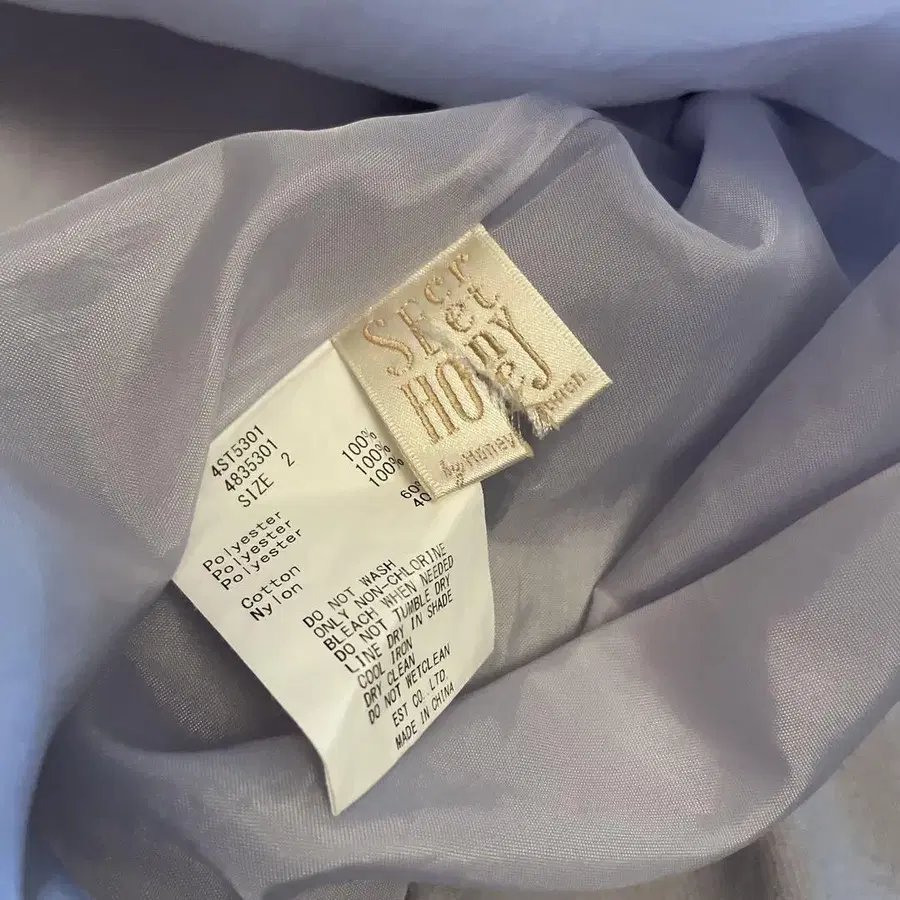 SEcr
et
HOney
by Honey
4ST5301
4835301
SIZE 2
Polyester 100%
Polyester 100%
Polyester 100%
Cotton
Nylon
DO NOT WASH
ONLY NON-CHLORINE
BLEACH WHEN NEEDED
DO NOT TUMBLE DRY
LINE DRY IN SHADE
COOL IRON
DRY CLEAN
DO NOT WETCLEAN
EST CO. LTD.
MADE IN CHINA